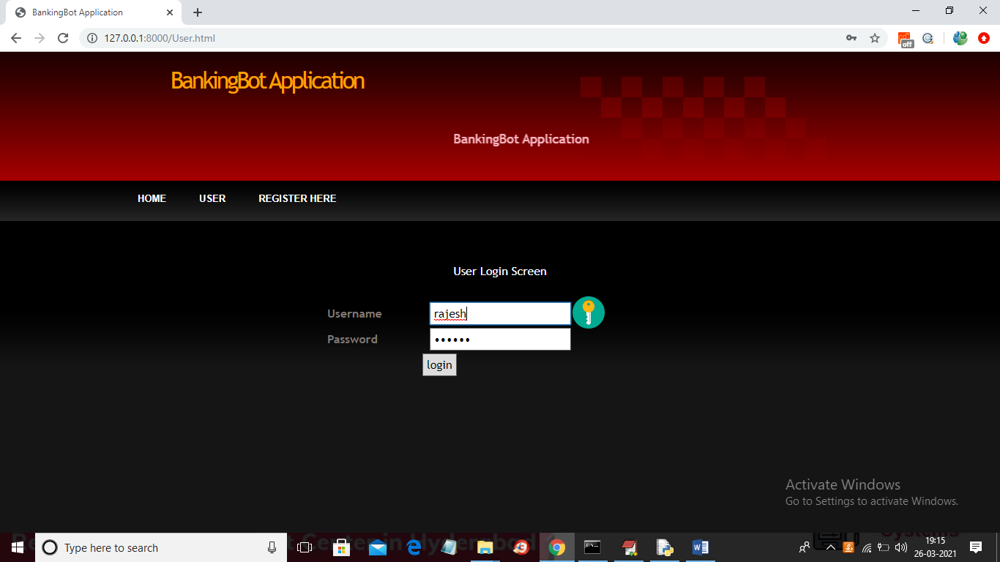 BankingBot Application
127.0.0.1:8000/User.html
off
BankingBot Application
BankingBot Application
HOME USER REGISTER HERE
User Login Screen
Username rajesh
Password ••••••
login
Activate Windows
Go to Settings to activate Windows.
Systems
Type here to search
19:15
26-03-2021